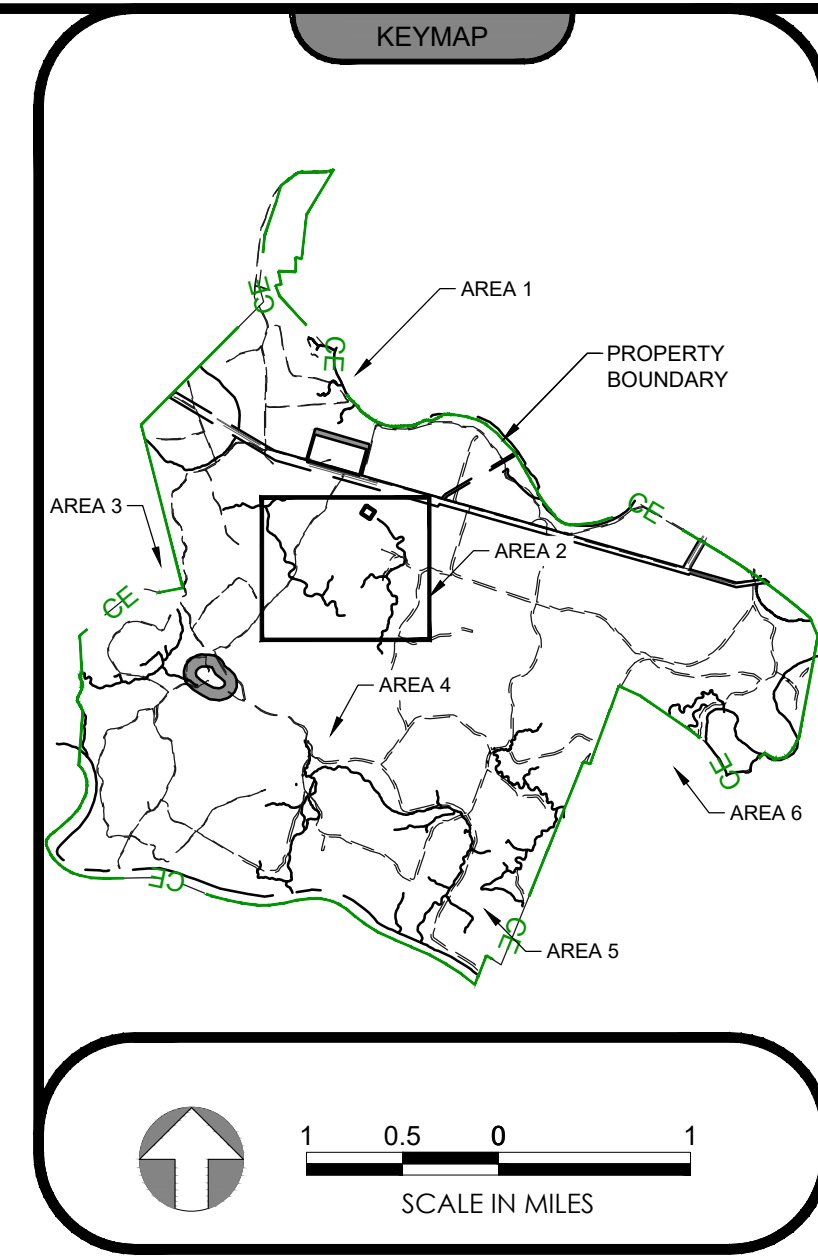 KEYMAP
AREA 1
CE
CE
PROPERTY
BOUNDARY
AREA 3
CE
AREA 2
CE
AREA 4
CE
AREA 6
CE
CE
AREA 5
1 0.5 0 1
SCALE IN MILES